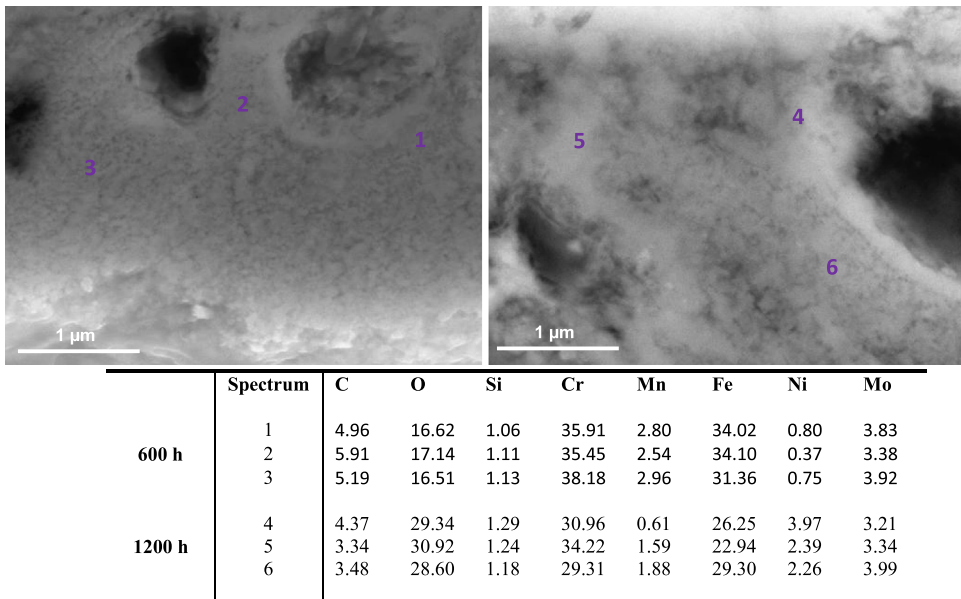 2
1
3
1 μm
4
5
6
1 μm
Spectrum C O Si Cr Mn Fe Ni Mo
1 4.96 16.62 1.06 35.91 2.80 34.02 0.80 3.83
600 h 2 5.91 17.14 1.11 35.45 2.54 34.10 0.37 3.38
3 5.19 16.51 1.13 38.18 2.96 31.36 0.75 3.92
4 4.37 29.34 1.29 30.96 0.61 26.25 3.97 3.21
1200 h 5 3.34 30.92 1.24 34.22 1.59 22.94 2.39 3.34
6 3.48 28.60 1.18 29.31 1.88 29.30 2.26 3.99